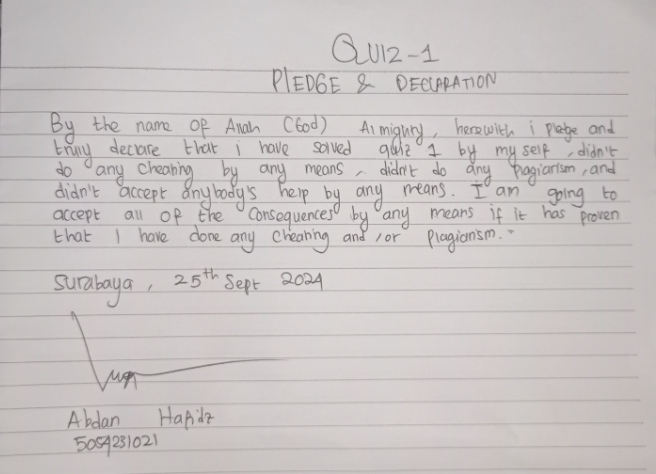 QUIZ-1
PLEDGE & DECLARATION
By the name of Allah (God) Almighty, herewith i pledge and
truly declare that i have solved quiz 1 by my self, didn't
do any cheating by any means, didn't do any plagiarism, and
didn't accept anybody's help by any means. I am going to
accept all of the consequences by any means if it has proven
that I have done any cheating and /or plagiarism."
Surabaya, 25th Sept 2024
Abdan Hafidz
5054231021